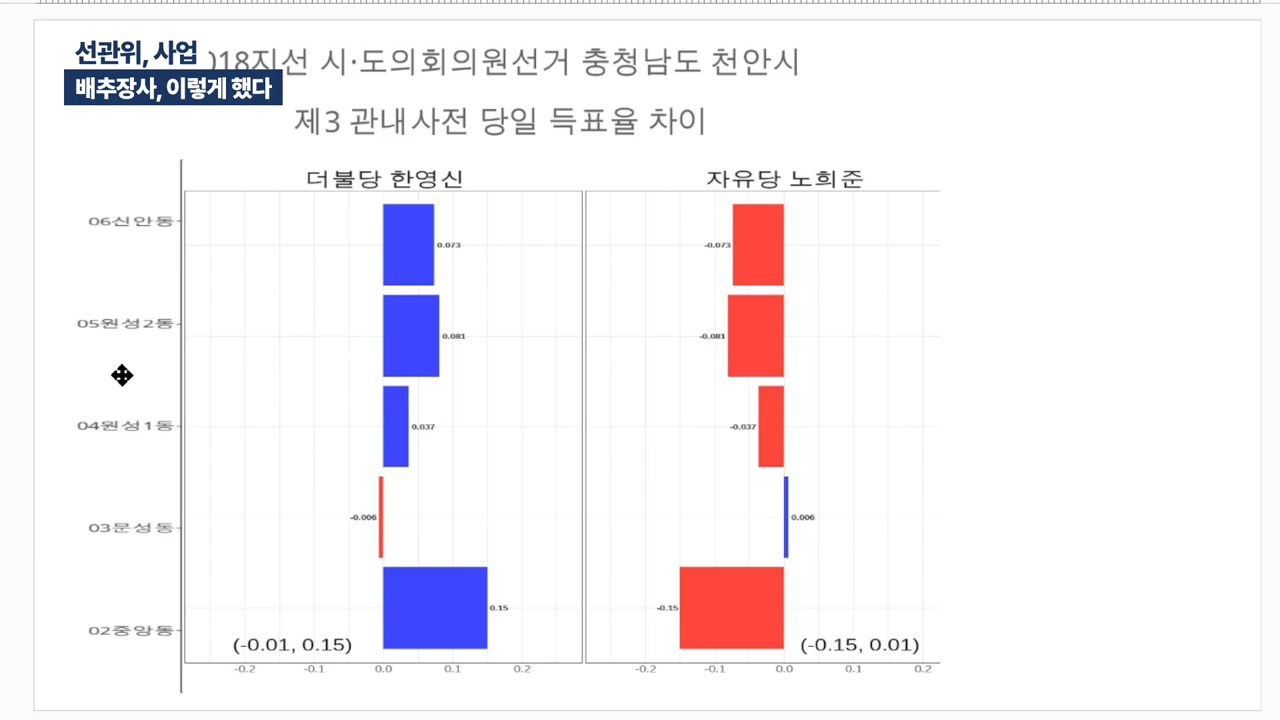 선관위, 사업
배추장사, 이렇게 했다
018지선 시·도의회의원선거 충청남도 천안시
제3 관내사전 당일 득표율 차이
더불당 한영신
자유당 노희준
06신안동
0.073
-0.073
05원성2동
0.081
-0.081
04원성1동
0.037
-0.037
03문성동
-0.006
0.006
02중앙동
0.15
-0.15
(-0.01, 0.15)
(-0.15, 0.01)
-0.2 -0.1 0.0 0.1 0.2
-0.2 -0.1 0.0 0.1 0.2